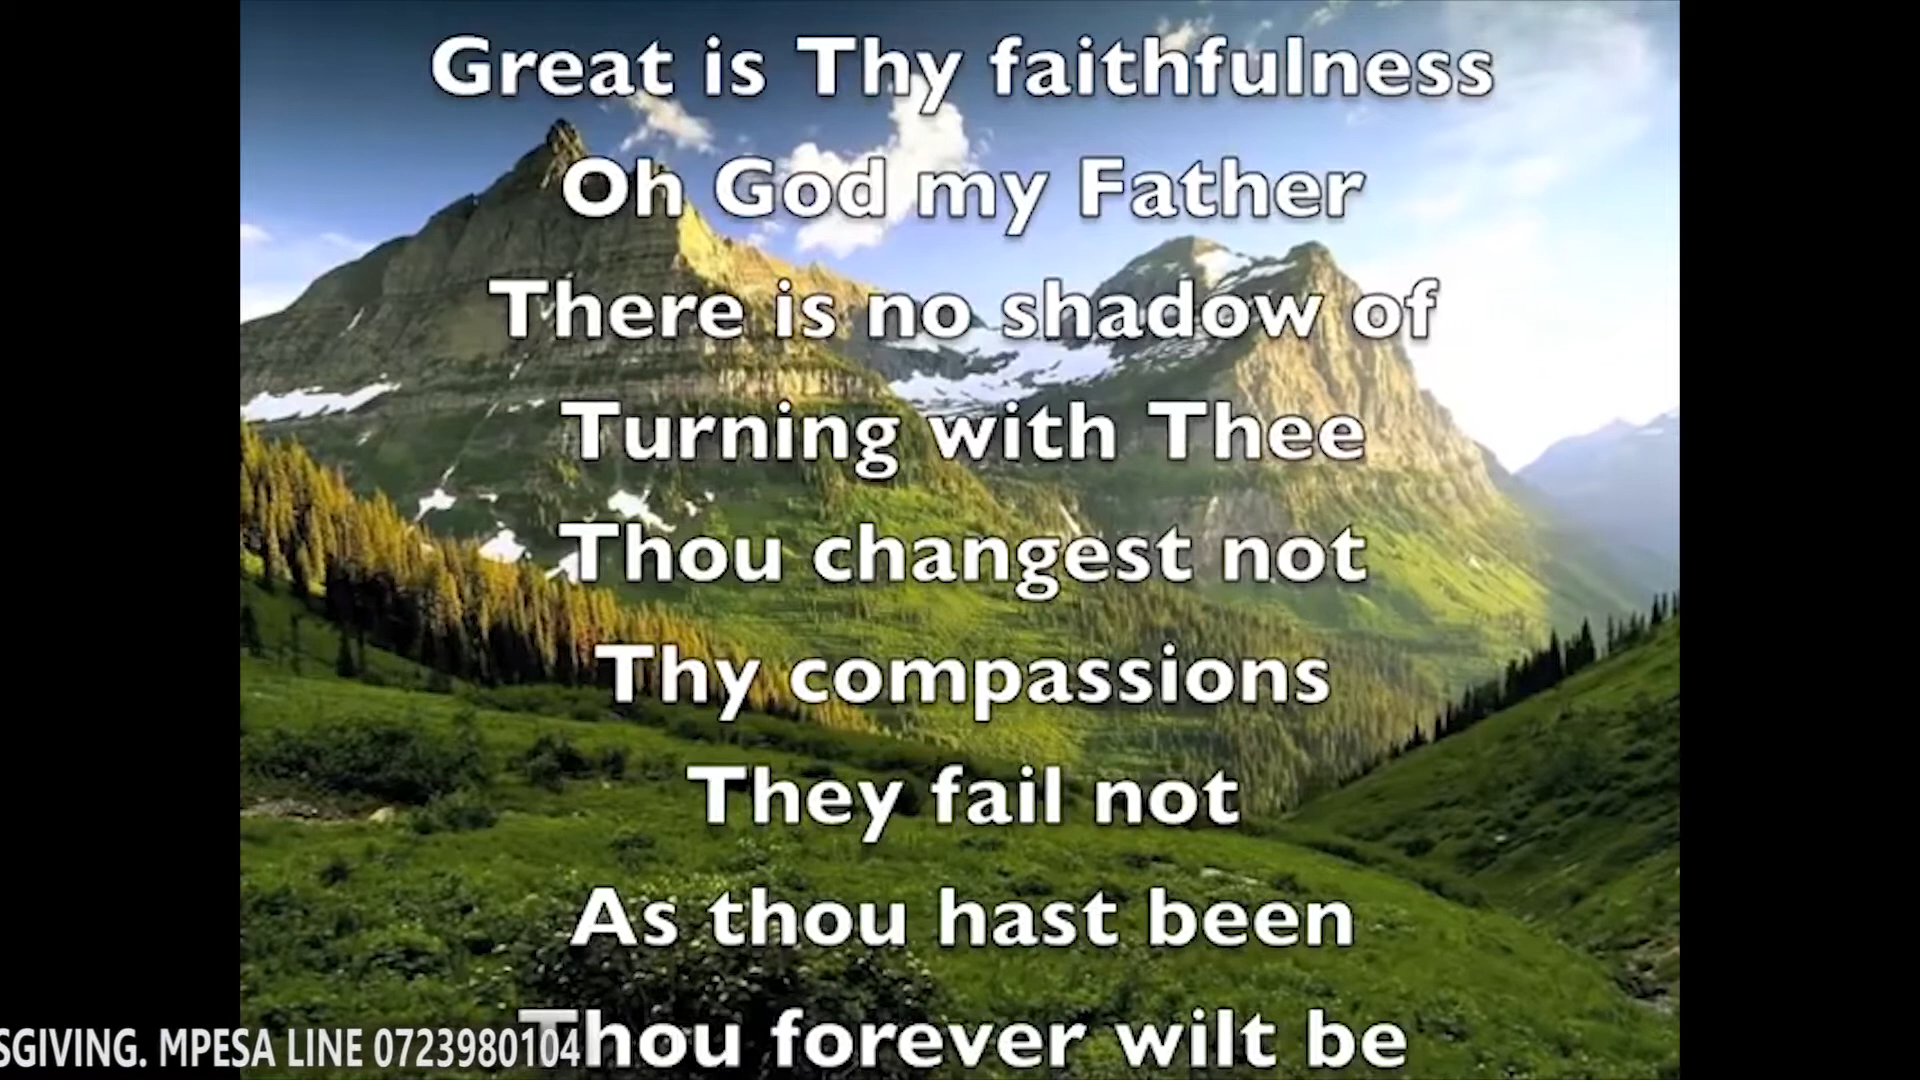 Great is Thy faithfulness
Oh God my Father
There is no shadow of
Turning with Thee
Thou changest not
Thy compassions
They fail not
As thou hast been
Thou forever wilt be
SGIVING. MPESA LINE 0723980104